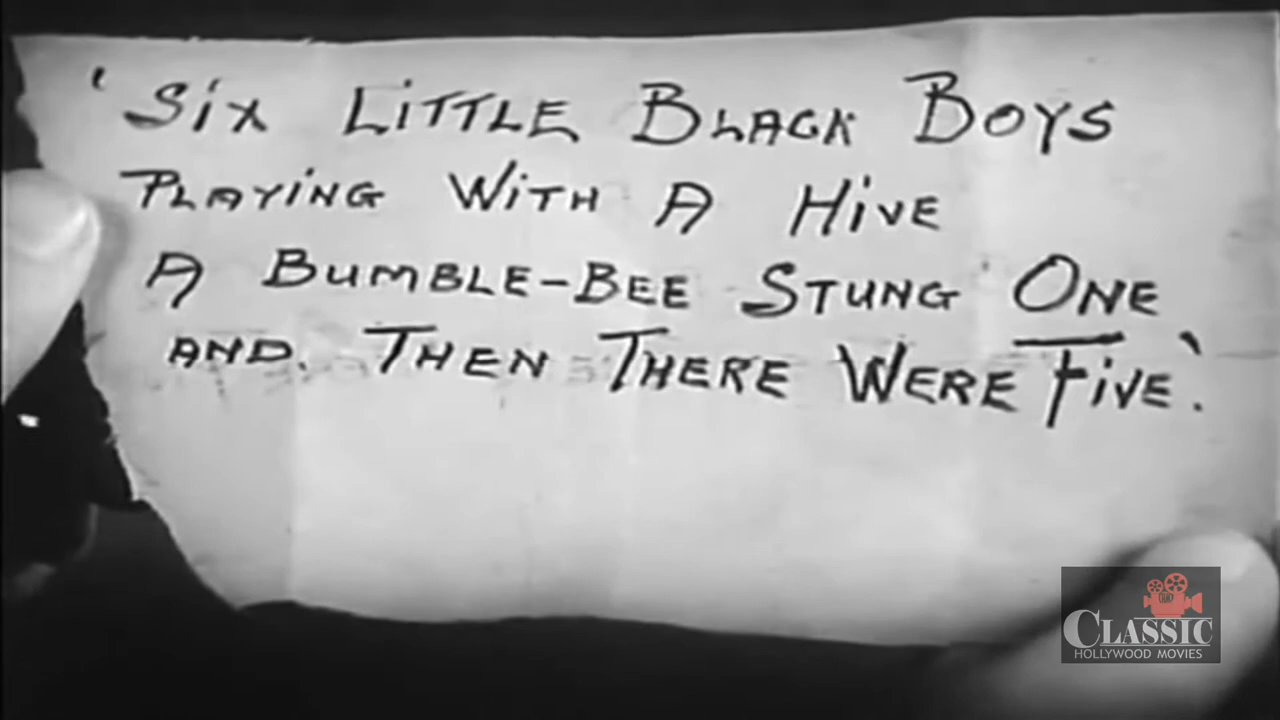 'Six Little Black Boys
Playing With A Hive
A Bumble-Bee Stung One
and. Then There Were Five'.
Classic
Hollywood Movies